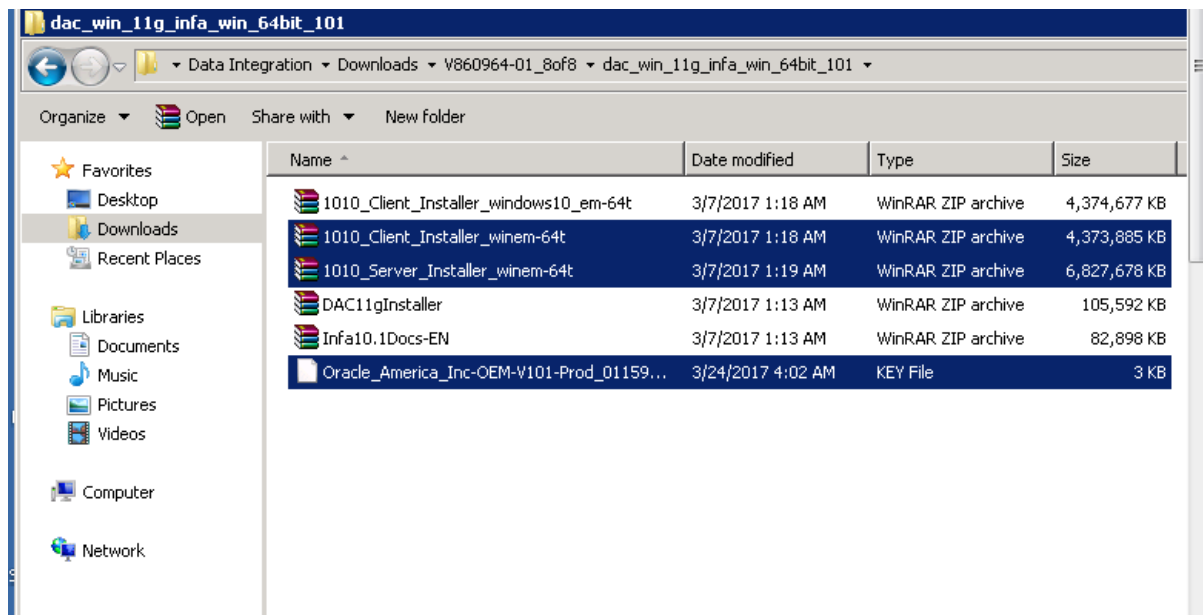 dac_win_11g_infa_win_64bit_101
Data Integration Downloads V860964-01_8of8 dac_win_11g_infa_win_64bit_101
Organize Open Share with New folder
Name Date modified Type Size
Favorites
Desktop
Downloads
Recent Places
Libraries
Documents
Music
Pictures
Videos
Computer
Network
1010_Client_Installer_windows10_em-64t 3/7/2017 1:18 AM WinRAR ZIP archive 4,374,677 KB
1010_Client_Installer_winem-64t 3/7/2017 1:18 AM WinRAR ZIP archive 4,373,885 KB
1010_Server_Installer_winem-64t 3/7/2017 1:19 AM WinRAR ZIP archive 6,827,678 KB
DAC11gInstaller 3/7/2017 1:13 AM WinRAR ZIP archive 105,592 KB
Infa10.1Docs-EN 3/7/2017 1:13 AM WinRAR ZIP archive 82,898 KB
Oracle_America_Inc-OEM-V101-Prod_01159... 3/24/2017 4:02 AM KEY File 3 KB